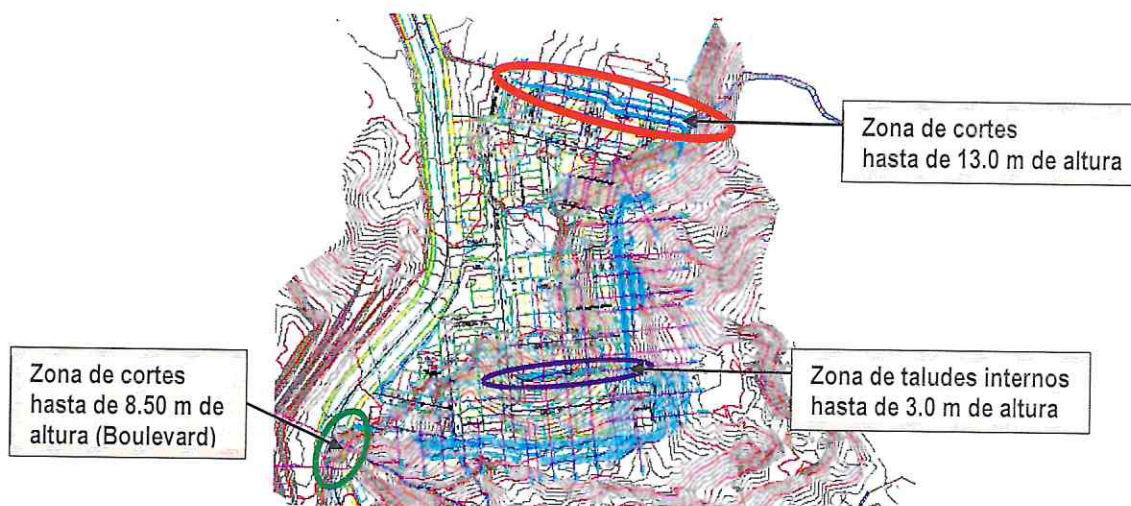 Zona de cortes
hasta de 13.0 m de altura
Zona de cortes
hasta de 8.50 m de
altura (Boulevard)
Zona de taludes internos
hasta de 3.0 m de altura